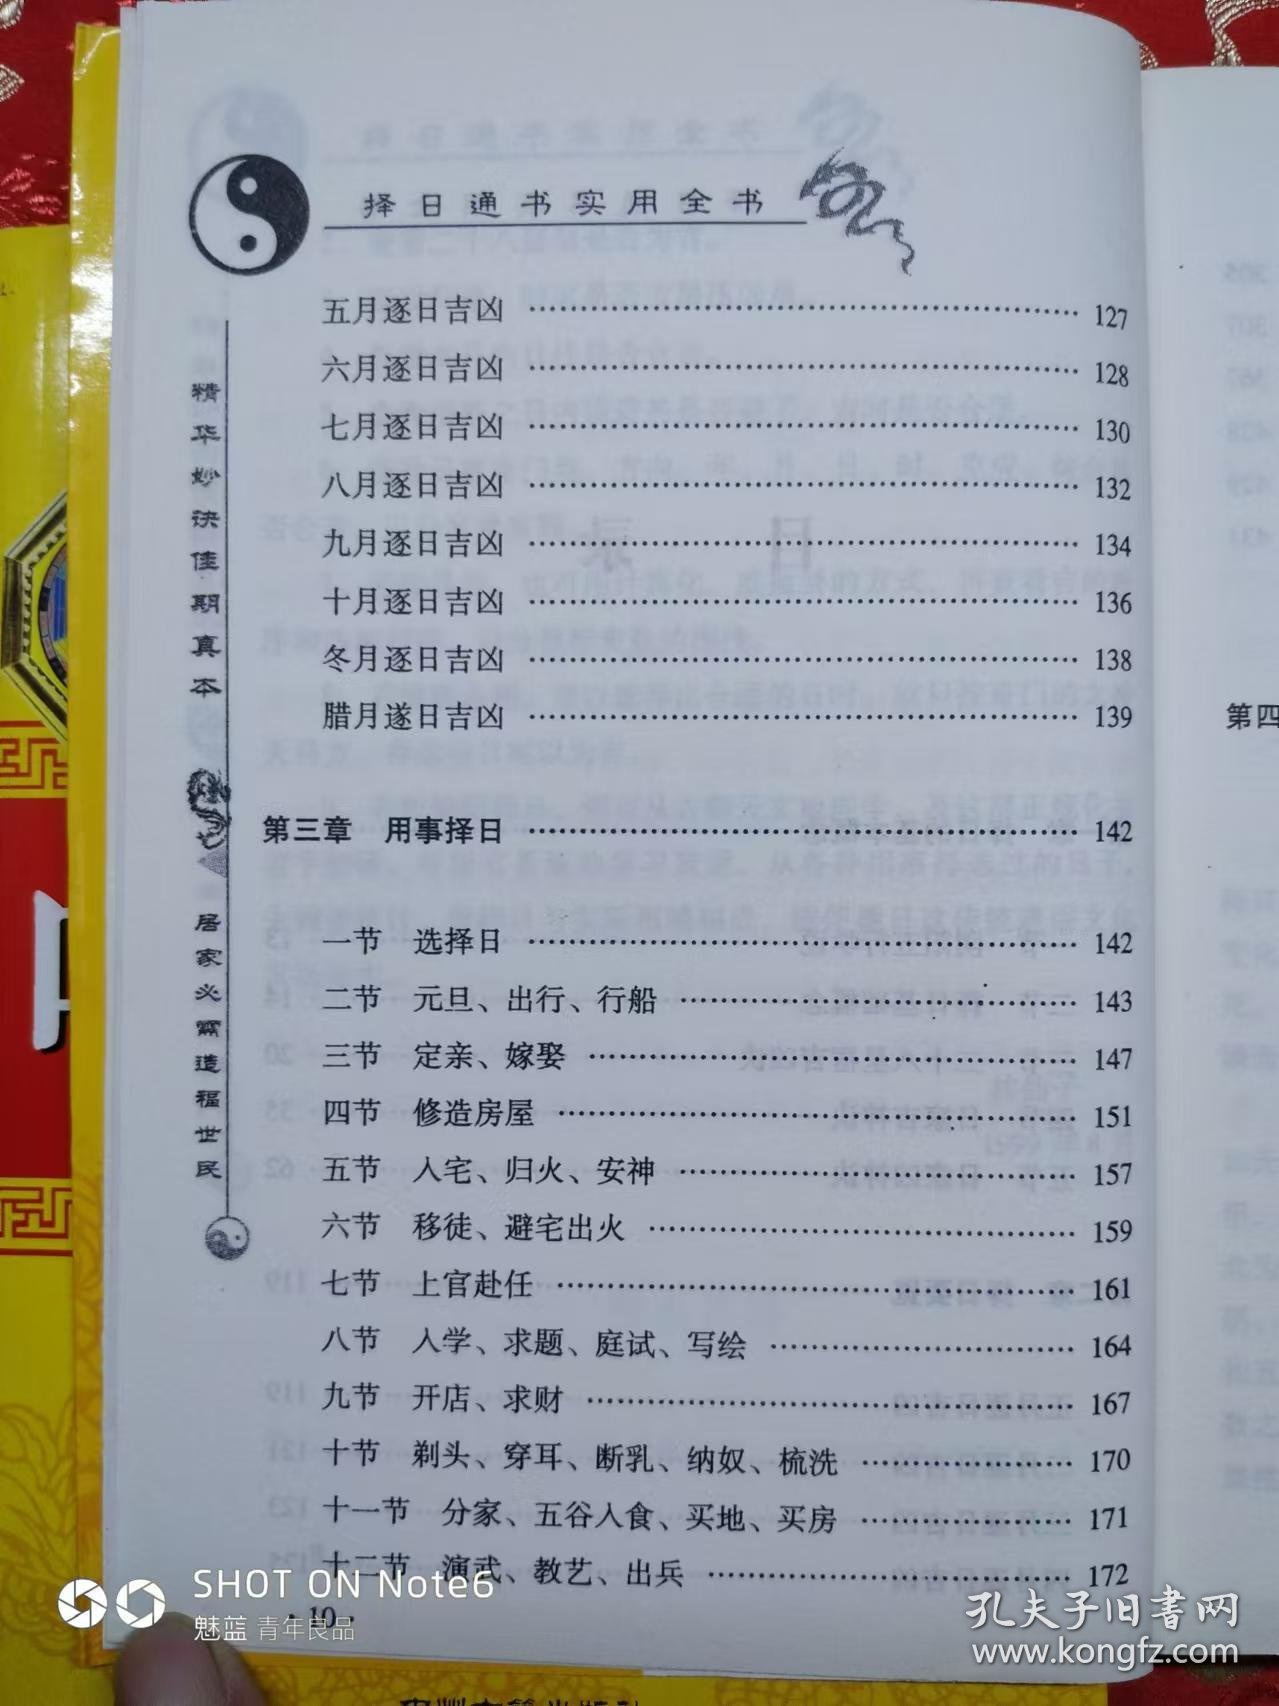 择日通书实用全书
五月逐日吉凶 …… 127
六月逐日吉凶 …… 128
七月逐日吉凶 …… 130
八月逐日吉凶 …… 132
九月逐日吉凶 …… 134
十月逐日吉凶 …… 136
冬月逐日吉凶 …… 138
腊月遂日吉凶 …… 139
第三章 用事择日 …… 142
一节 选择日 …… 142
二节 元旦、出行、行船 …… 143
三节 定亲、嫁娶 …… 147
四节 修造房屋 …… 151
五节 入宅、归火、安神 …… 157
六节 移徒、避宅出火 …… 159
七节 上官赴任 …… 161
八节 入学、求题、庭试、写绘 …… 164
九节 开店、求财 …… 167
十节 剃头、穿耳、断乳、纳奴、梳洗 …… 170
十一节 分家、五谷入食、买地、买房 …… 171
十二节 演武、教艺、出兵 …… 172
·10·
精华妙诀佳期真本
居家必需造福世民
第四
SHOT ON Note6
魅蓝 青年良品
孔夫子旧书网
www.kongfz.com